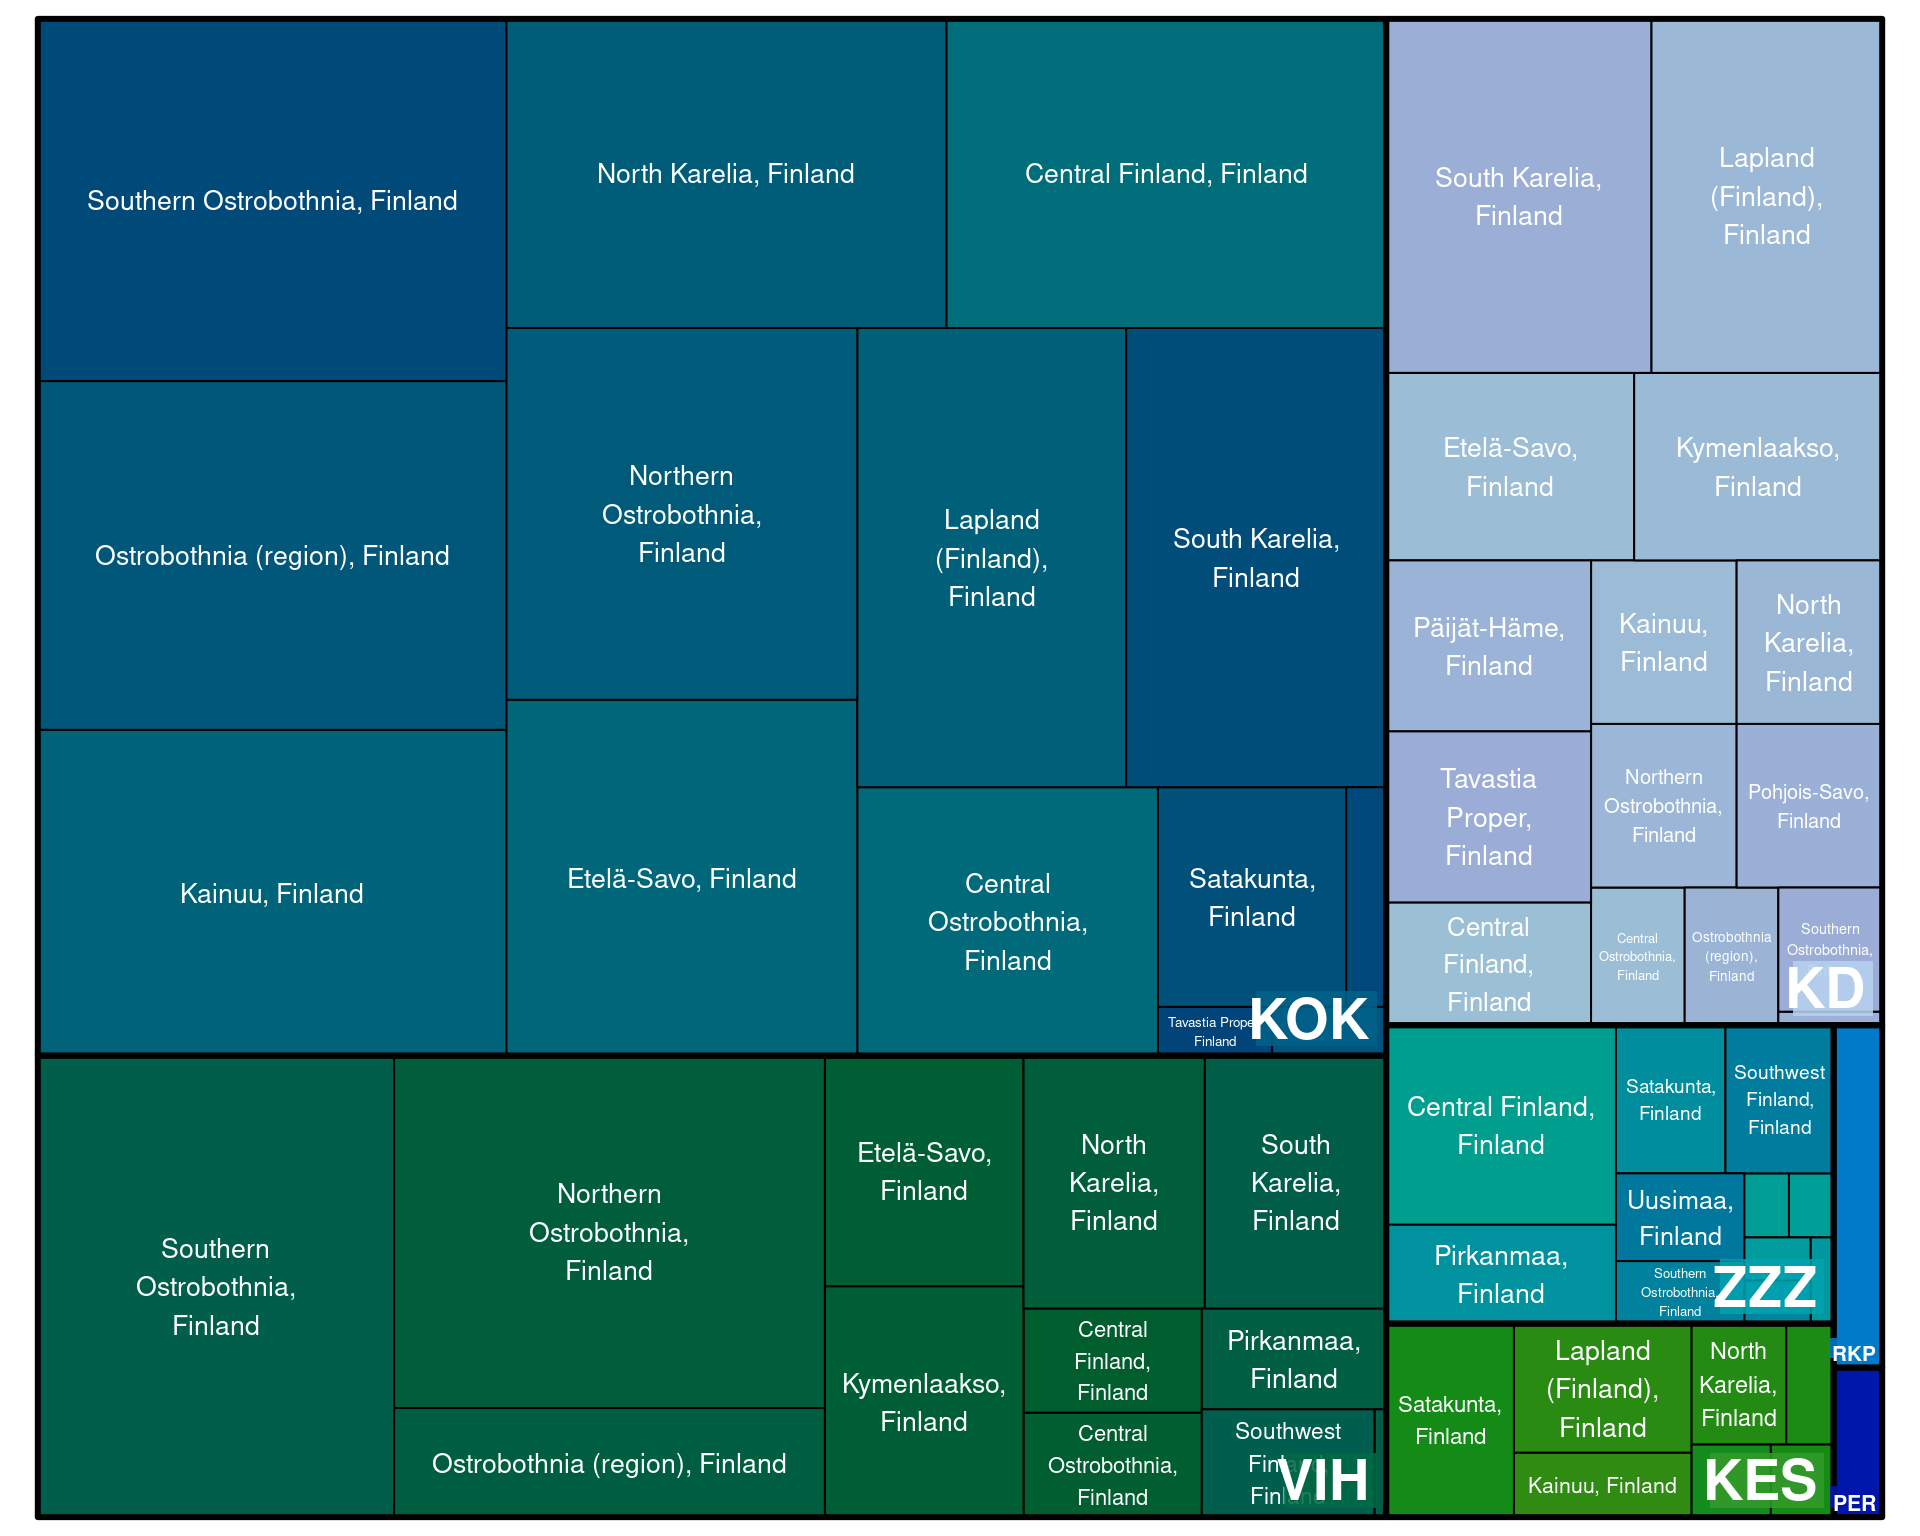 Southern Ostrobothnia, Finland
North Karelia, Finland
Central Finland, Finland
Ostrobothnia (region), Finland
Northern
Ostrobothnia,
Finland
Lapland
(Finland),
Finland
South Karelia,
Finland
Kainuu, Finland
Etelä-Savo, Finland
Central
Ostrobothnia,
Finland
Satakunta,
Finland
Tavastia Proper
Finland
KOK
South Karelia,
Finland
Lapland
(Finland),
Finland
Etelä-Savo,
Finland
Kymenlaakso,
Finland
Päijät-Häme,
Finland
Kainuu,
Finland
North
Karelia,
Finland
Tavastia
Proper,
Finland
Northern
Ostrobothnia,
Finland
Pohjois-Savo,
Finland
Central
Finland,
Finland
Central
Ostrobothnia,
Finland
Ostrobothnia
(region),
Finland
Southern
Ostrobothnia,
KD
Southern
Ostrobothnia,
Finland
Northern
Ostrobothnia,
Finland
Ostrobothnia (region), Finland
Etelä-Savo,
Finland
Kymenlaakso,
Finland
North
Karelia,
Finland
South
Karelia,
Finland
Central
Finland,
Finland
Pirkanmaa,
Finland
Central
Ostrobothnia,
Finland
Southwest
Finland,
Finland
VIH
Central Finland,
Finland
Satakunta,
Finland
Southwest
Finland,
Finland
Pirkanmaa,
Finland
Uusimaa,
Finland
Southern
Ostrobothnia,
Finland
ZZZ
RKP
Satakunta,
Finland
Lapland
(Finland),
Finland
Kainuu, Finland
North
Karelia,
Finland
KES
PER